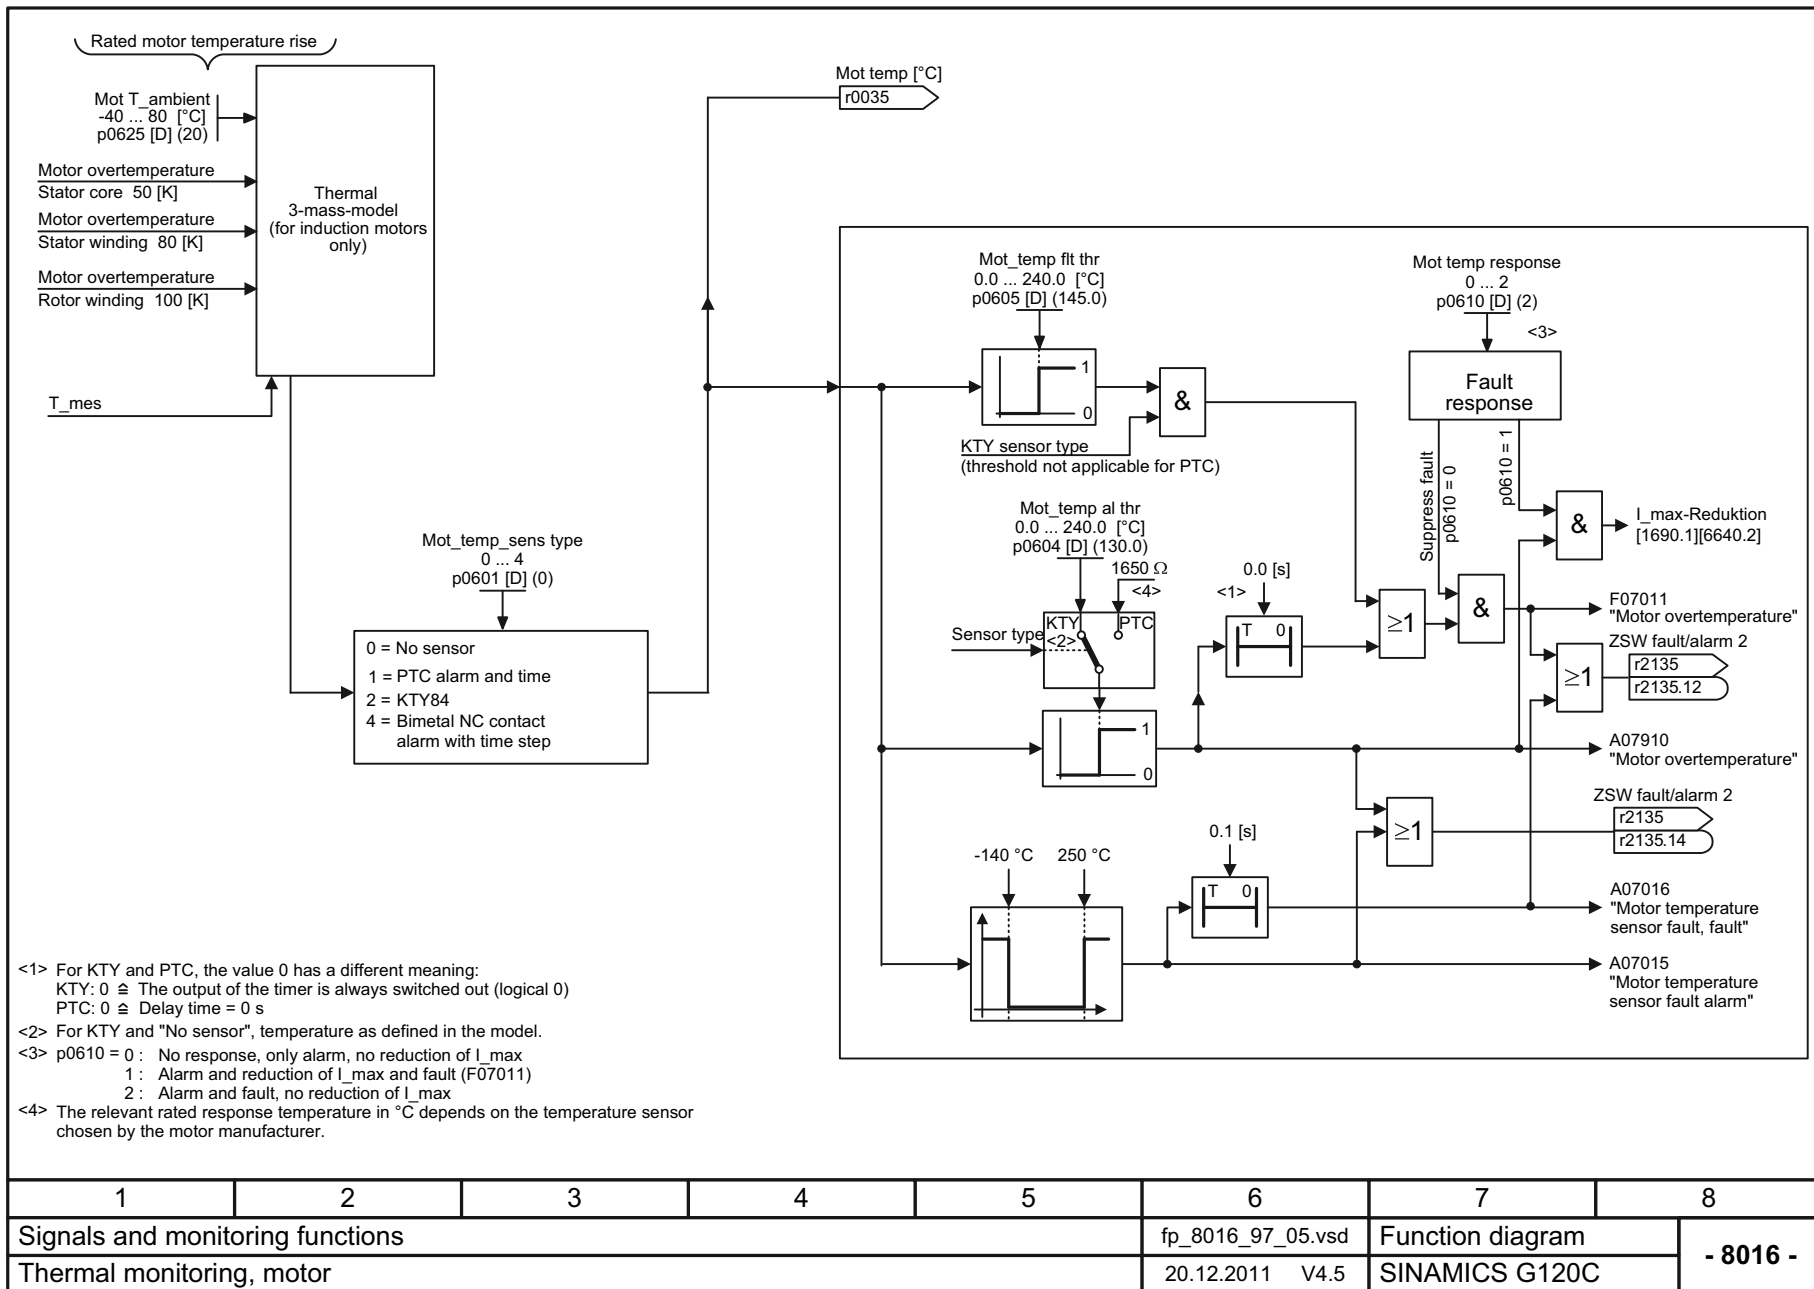 Rated motor temperature rise
Mot T_ambient
-40 ... 80 [°C]
p0625 [D] (20)
Motor overtemperature
Stator core 50 [K]
Motor overtemperature
Stator winding 80 [K]
Motor overtemperature
Rotor winding 100 [K]
T_mes
Thermal
3-mass-model
(for induction motors
only)
Mot_temp_sens type
0 ... 4
p0601 [D] (0)
0 = No sensor
1 = PTC alarm and time
2 = KTY84
4 = Bimetal NC contact
alarm with time step
Mot temp [°C]
r0035
Mot_temp flt thr
0.0 ... 240.0 [°C]
p0605 [D] (145.0)
1
0
&
KTY sensor type
(threshold not applicable for PTC)
Mot_temp al thr
0.0 ... 240.0 [°C]
p0604 [D] (130.0)
1650 Ω
<4>
Sensor type
KTY
<2>
PTC
1
0
0.0 [s]
<1>
T 0
≥1
Mot temp response
0 ... 2
p0610 [D] (2)
<3>
Fault
response
Suppress fault
p0610 = 0
p0610 = 1
&
I_max-Reduktion
[1690.1][6640.2]
&
F07011
"Motor overtemperature"
ZSW fault/alarm 2
r2135
r2135.12
≥1
A07910
"Motor overtemperature"
ZSW fault/alarm 2
r2135
r2135.14
≥1
-140 °C 250 °C
0.1 [s]
T 0
A07016
"Motor temperature
sensor fault, fault"
A07015
"Motor temperature
sensor fault alarm"
<1> For KTY and PTC, the value 0 has a different meaning:
KTY: 0 ≙ The output of the timer is always switched out (logical 0)
PTC: 0 ≙ Delay time = 0 s
<2> For KTY and "No sensor", temperature as defined in the model.
<3> p0610 = 0 : No response, only alarm, no reduction of I_max
1 : Alarm and reduction of I_max and fault (F07011)
2 : Alarm and fault, no reduction of I_max
<4> The relevant rated response temperature in °C depends on the temperature sensor
chosen by the motor manufacturer.
1 2 3 4 5 6 7 8
Signals and monitoring functions
fp_8016_97_05.vsd
Function diagram
- 8016 -
Thermal monitoring, motor
20.12.2011 V4.5
SINAMICS G120C